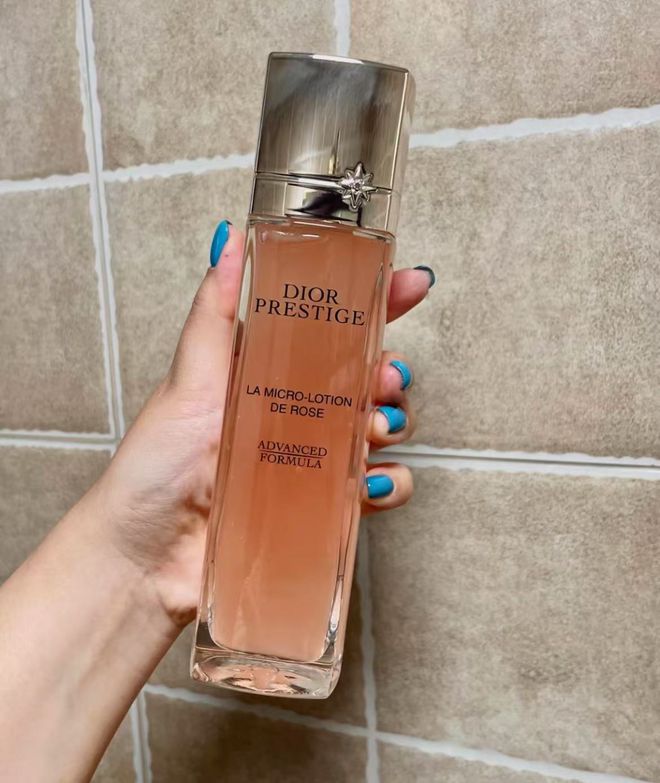 DIOR
PRESTIGE
LA MICRO-LOTION
DE ROSE
ADVANCED
FORMULA